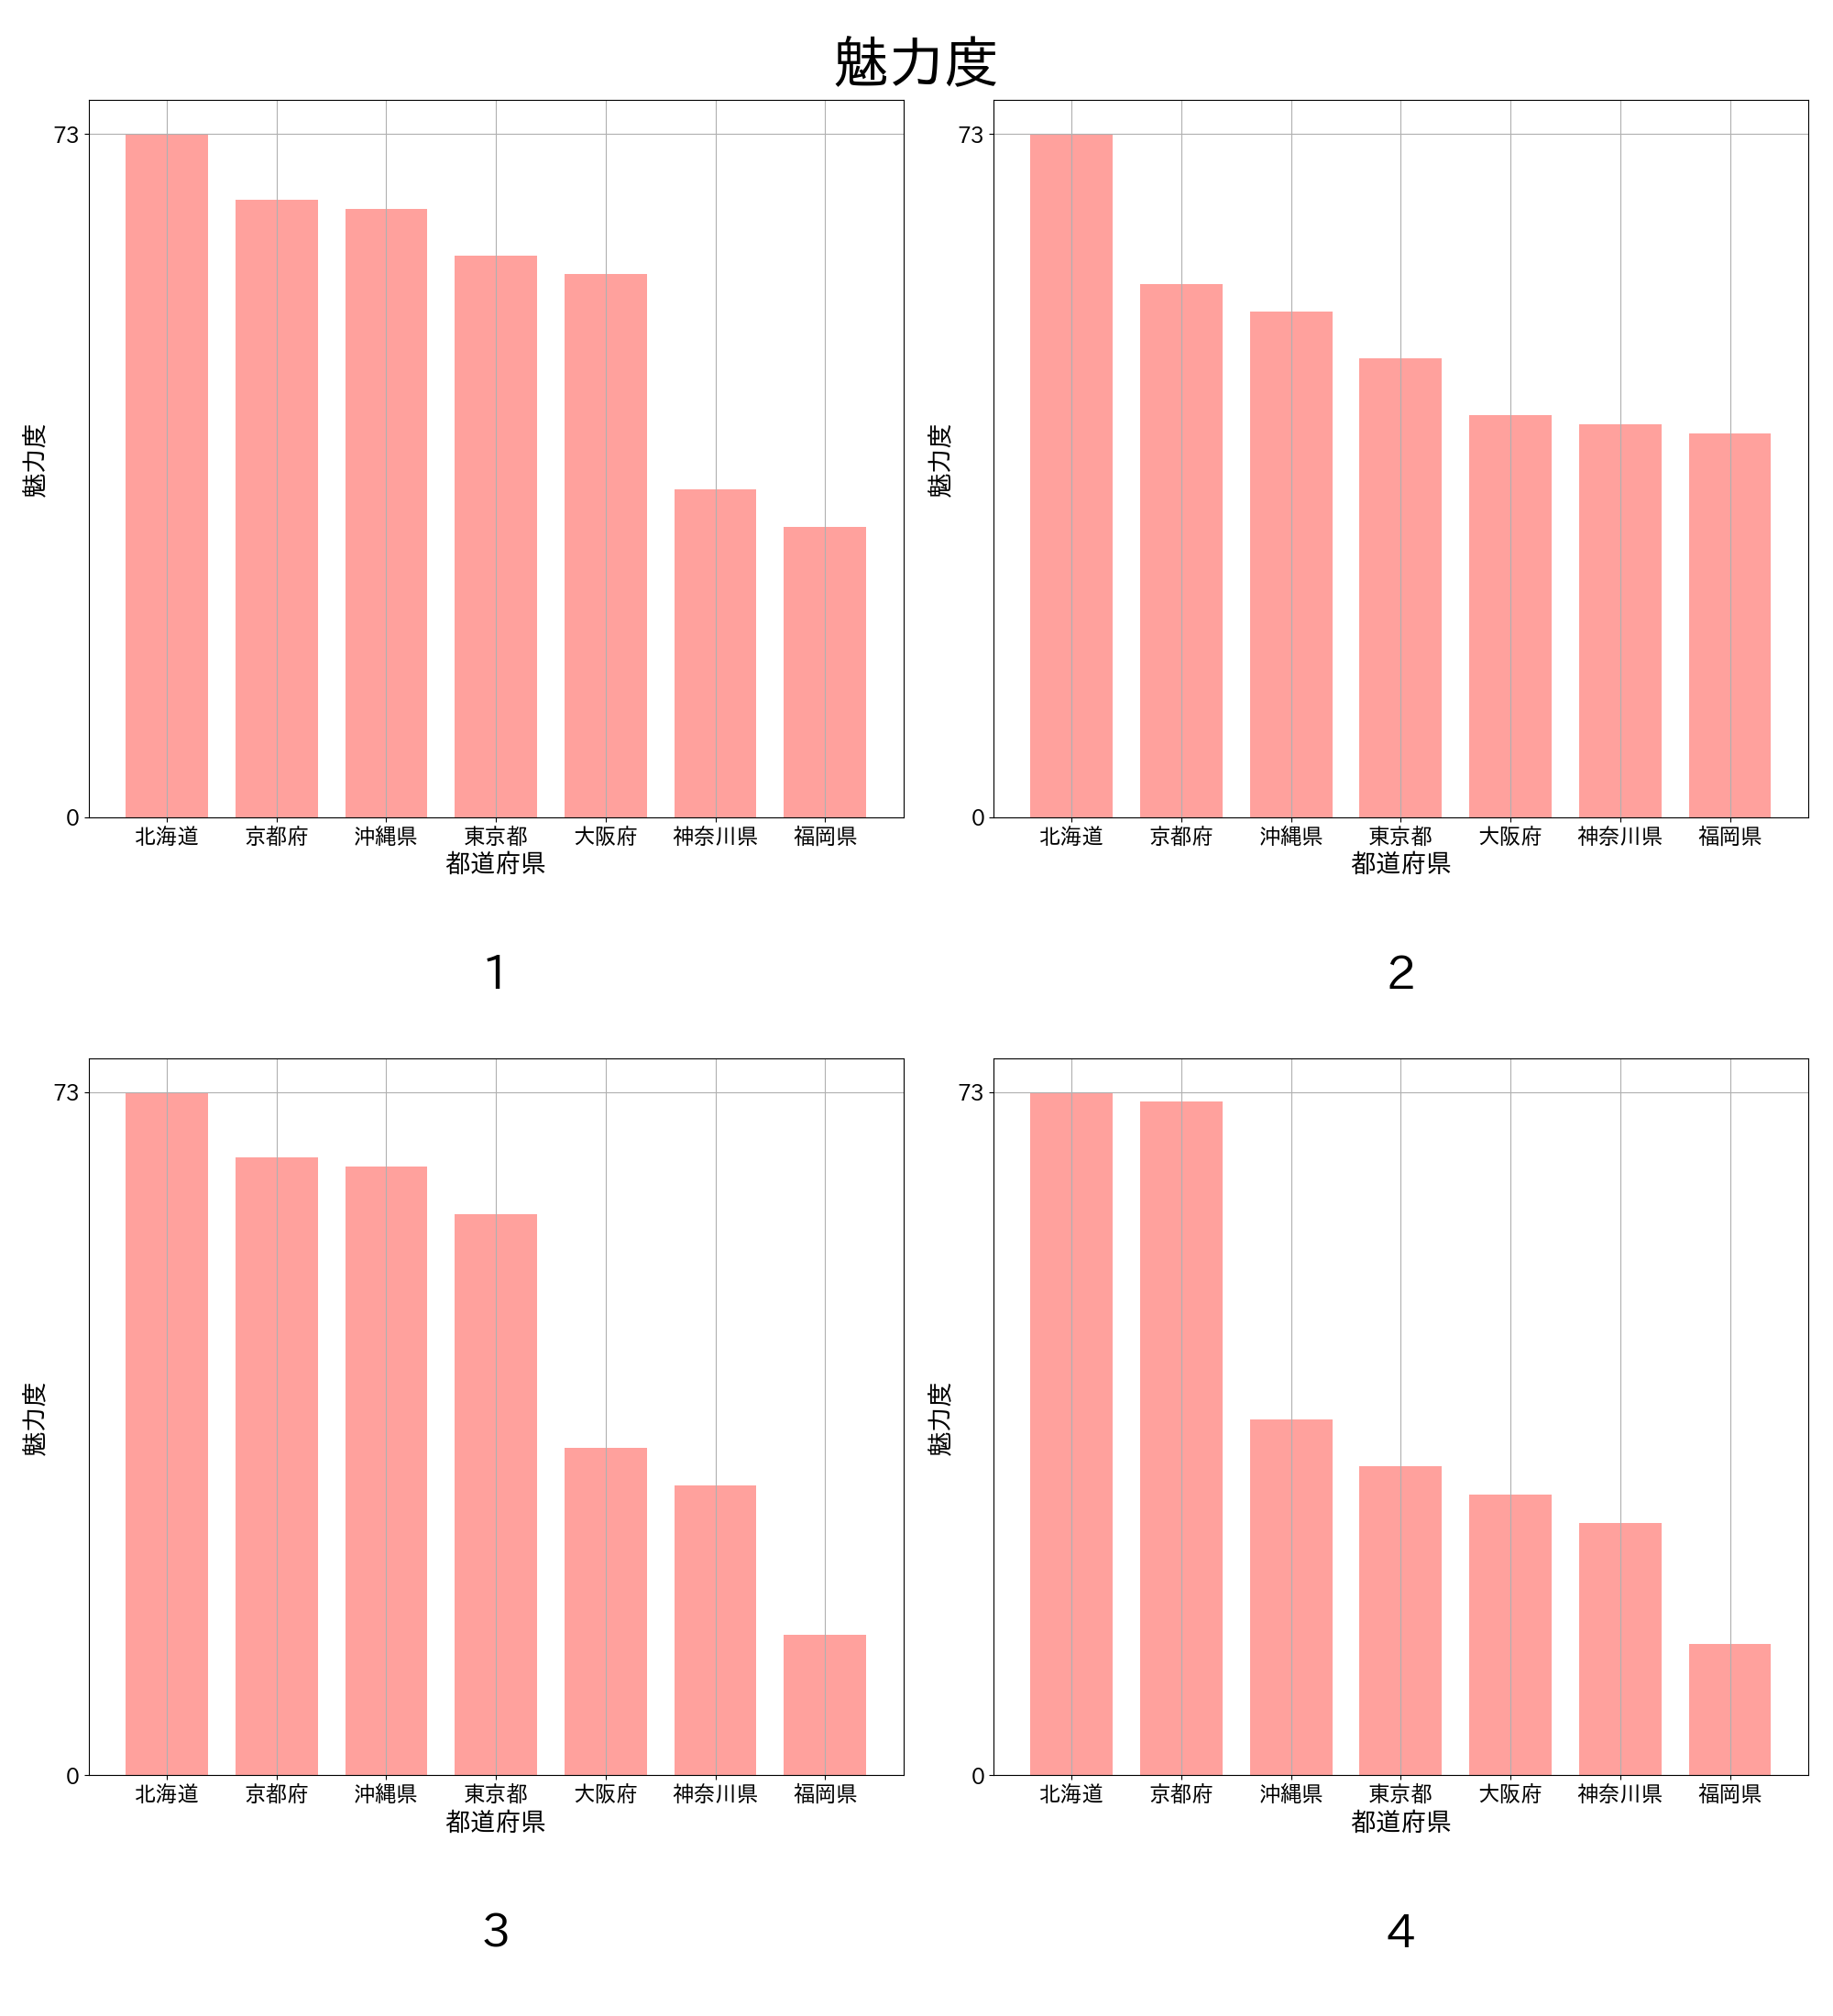 魅力度
73
0
魅力度
北海道 京都府 沖縄県 東京都 大阪府 神奈川県 福岡県
都道府県
1
73
0
魅力度
北海道 京都府 沖縄県 東京都 大阪府 神奈川県 福岡県
都道府県
2
73
0
魅力度
北海道 京都府 沖縄県 東京都 大阪府 神奈川県 福岡県
都道府県
3
73
0
魅力度
北海道 京都府 沖縄県 東京都 大阪府 神奈川県 福岡県
都道府県
4